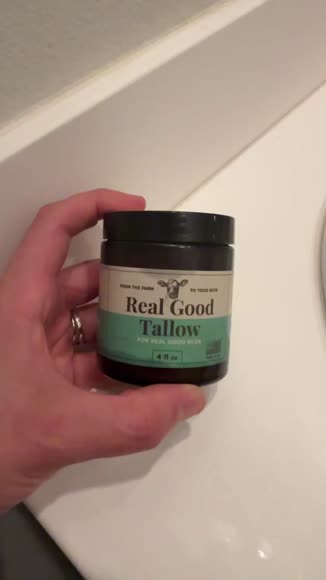 FROM THE FARM TO YOUR SKIN
Real Good
Tallow
FOR REAL GOOD SKIN
4 fl oz